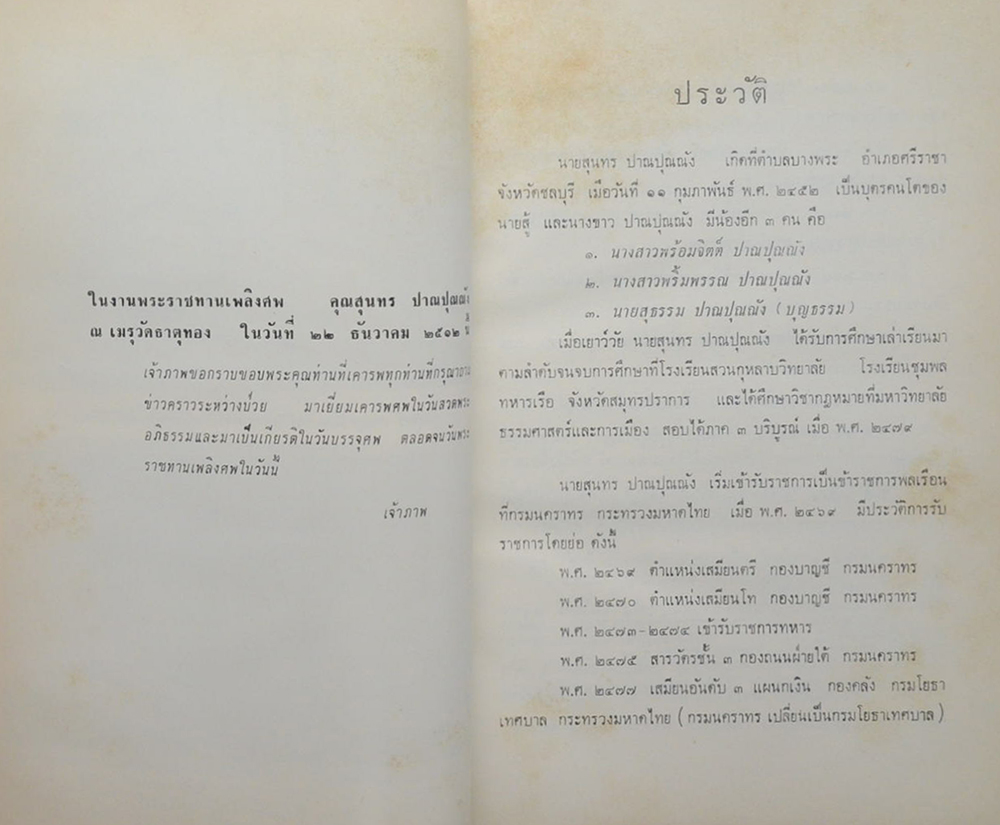 ในงานพระราชทานเพลิงศพ คุณสุนทร ปาณปุณณัง
ณ เมรุวัดธาตุทอง ในวันที่ ๒๒ ธันวาคม ๒๕๑๒ นี้
เจ้าภาพขอกราบขอบพระคุณท่านที่เคารพทุกท่านที่กรุณาถาม
ข่าวคราวระหว่างป่วย มาเยี่ยมเคารพศพในวันสวดพระ
อภิธรรมและมาเป็นเกียรติในวันบรรจุศพ ตลอดจนวันพระ
ราชทานเพลิงศพในวันนี้
เจ้าภาพ
ประวัติ
นายสุนทร ปาณปุณณัง เกิดที่ตำบลบางพระ อำเภอศรีราชา
จังหวัดชลบุรี เมื่อวันที่ ๑๑ กุมภาพันธ์ พ.ศ. ๒๔๕๒ เป็นบุตรคนโตของ
นายสู้ และนางขาว ปาณปุณณัง มีน้องอีก ๓ คน คือ
๑. นางสาวพร้อมจิตต์ ปาณปุณณัง
๒. นางสาวพริ้มพรรณ ปาณปุณณัง
๓. นายสุธรรม ปาณปุณณัง ( บุญธรรม )
เมื่อเยาว์วัย นายสุนทร ปาณปุณณัง ได้รับการศึกษาเล่าเรียนมา
ตามลำดับจนจบการศึกษาที่โรงเรียนสวนกุหลาบวิทยาลัย โรงเรียนชุมพล
ทหารเรือ จังหวัดสมุทรปราการ และได้ศึกษาวิชากฎหมายที่มหาวิทยาลัย
ธรรมศาสตร์และการเมือง สอบได้ภาค ๓ บริบูรณ์ เมื่อ พ.ศ. ๒๔๗๙
นายสุนทร ปาณปุณณัง เริ่มเข้ารับราชการเป็นข้าราชการพลเรือน
ที่กรมนคราทร กระทรวงมหาดไทย เมื่อ พ.ศ. ๒๔๖๙ มีประวัติการรับ
ราชการโดยย่อ ดังนี้
พ.ศ. ๒๔๖๙ ตำแหน่งเสมียนตรี กองบาญชี กรมนคราทร
พ.ศ. ๒๔๗๐ ตำแหน่งเสมียนโท กองบาญชี กรมนคราทร
พ.ศ. ๒๔๗๓-๒๔๗๔ เข้ารับราชการทหาร
พ.ศ. ๒๔๗๕ สารวัตรชั้น ๓ กองถนนฝ่ายใต้ กรมนคราทร
พ.ศ. ๒๔๗๗ เสมียนอันดับ ๓ แผนกเงิน กองคลัง กรมโยธา
เทศบาล กระทรวงมหาดไทย ( กรมนคราทร เปลี่ยนเป็นกรมโยธาเทศบาล )